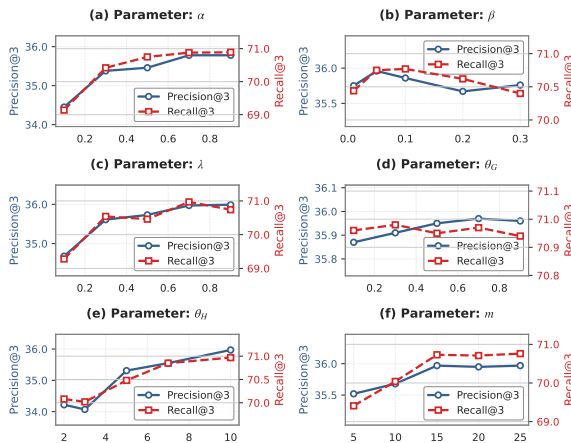 (a) Parameter: α
Precision@3
36.0
35.0
34.0
71.0
70.0
69.0
Recall@3
Precision@3
Recall@3
0.2 0.4 0.6 0.8
(b) Parameter: β
36.0
35.5
71.0
70.5
70.0
Precision@3
Recall@3
Precision@3
Recall@3
0.0 0.1 0.2 0.3
(c) Parameter: λ
Precision@3
36.0
35.0
71.0
70.0
69.0
Recall@3
Precision@3
Recall@3
0.2 0.4 0.6 0.8
(d) Parameter: θG
Precision@3
36.1
36.0
35.9
35.8
71.1
71.0
70.9
70.8
Recall@3
Precision@3
Recall@3
0.2 0.4 0.6 0.8
(e) Parameter: θH
Precision@3
36.0
35.0
34.0
71.0
70.5
70.0
Recall@3
Precision@3
Recall@3
2 4 6 8 10
(f) Parameter: m
Precision@3
36.0
35.5
71.0
70.0
69.0
Recall@3
Precision@3
Recall@3
5 10 15 20 25